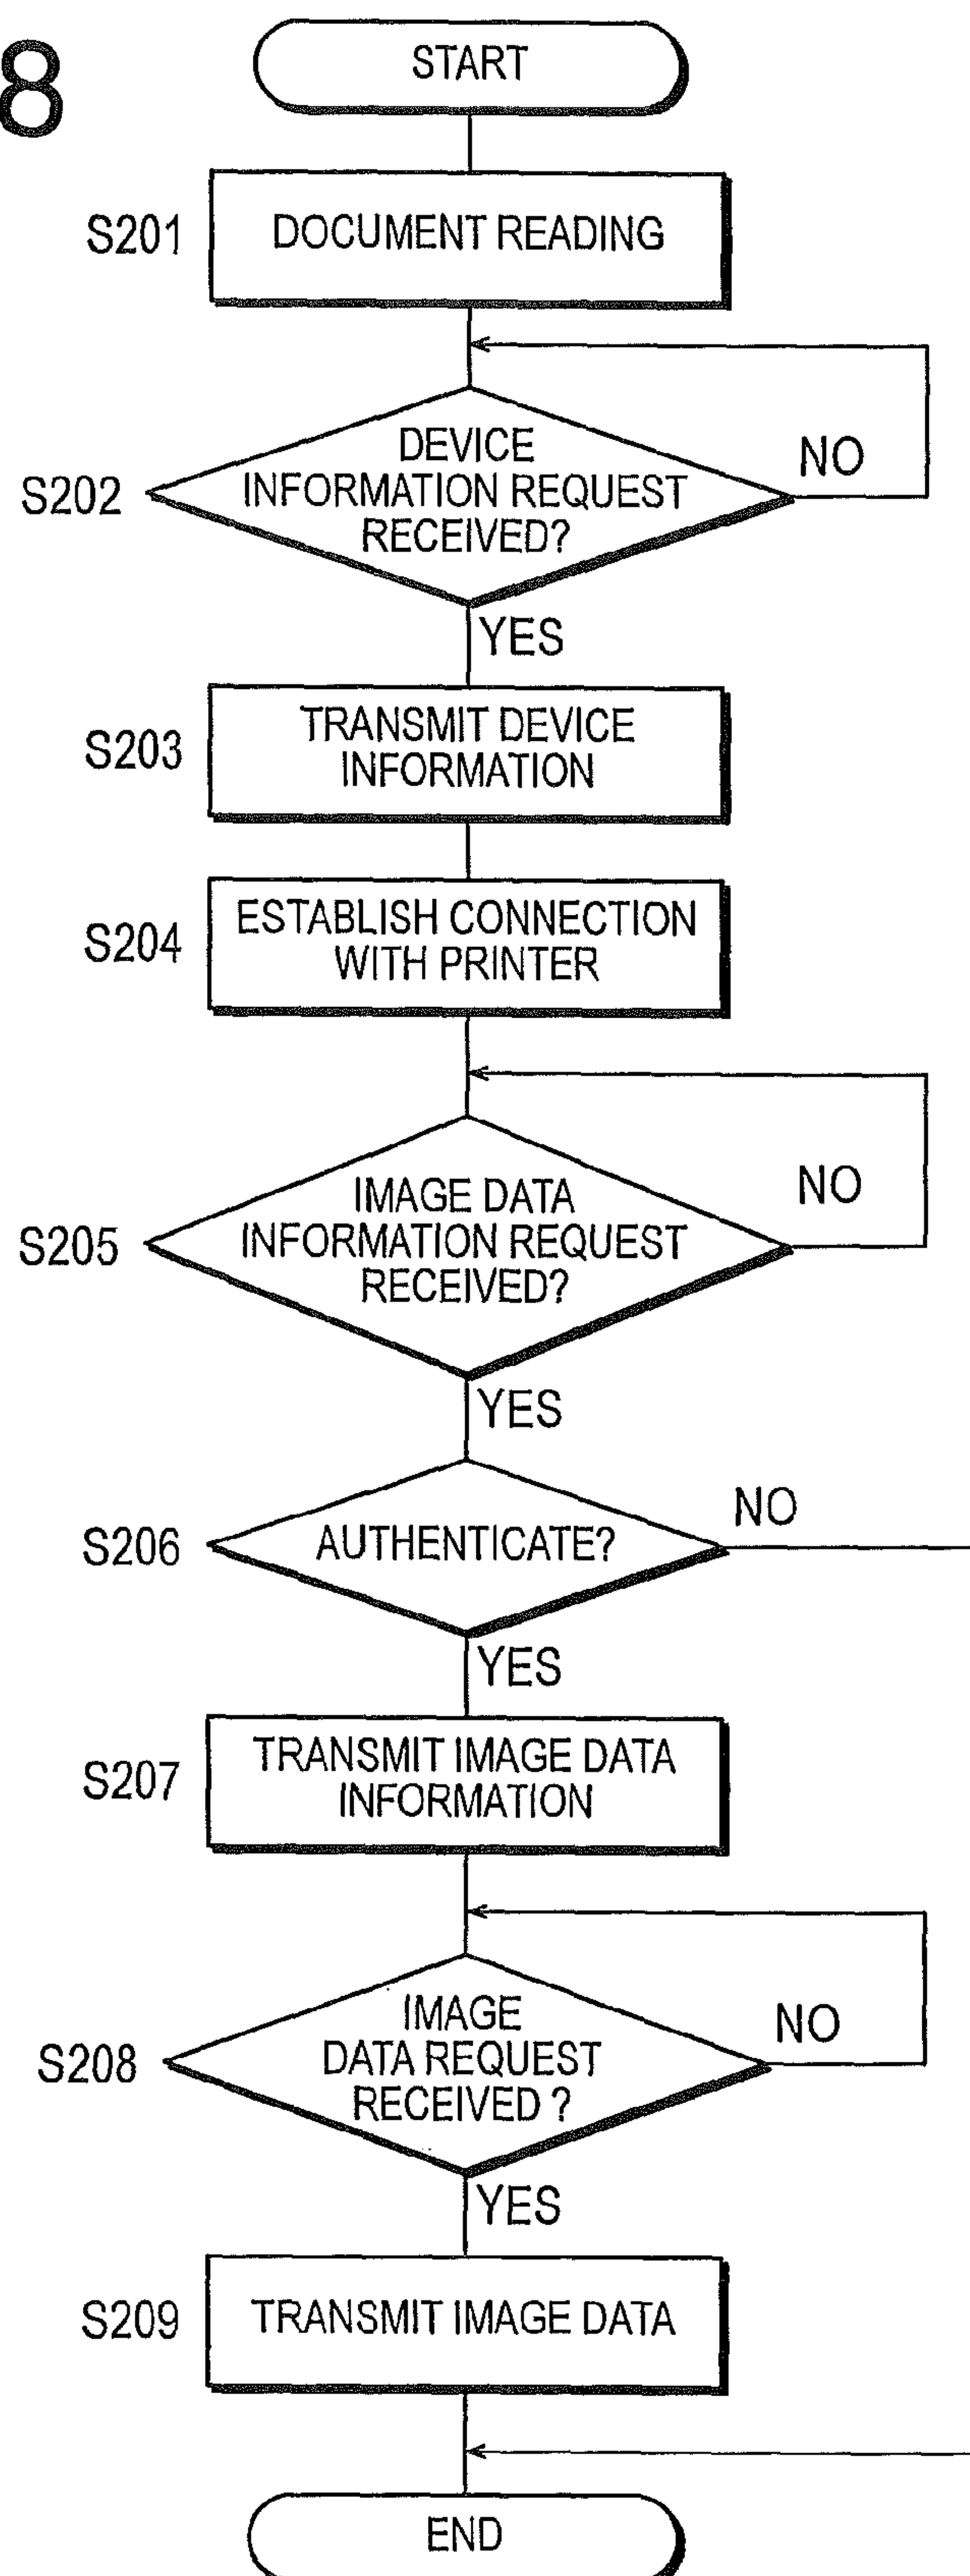 8
START
S201
DOCUMENT READING
S202
DEVICE
INFORMATION REQUEST
RECEIVED?
NO
YES
S203
TRANSMIT DEVICE
INFORMATION
S204
ESTABLISH CONNECTION
WITH PRINTER
S205
IMAGE DATA
INFORMATION REQUEST
RECEIVED?
NO
YES
S206
AUTHENTICATE?
NO
YES
S207
TRANSMIT IMAGE DATA
INFORMATION
S208
IMAGE
DATA REQUEST
RECEIVED ?
NO
YES
S209
TRANSMIT IMAGE DATA
END